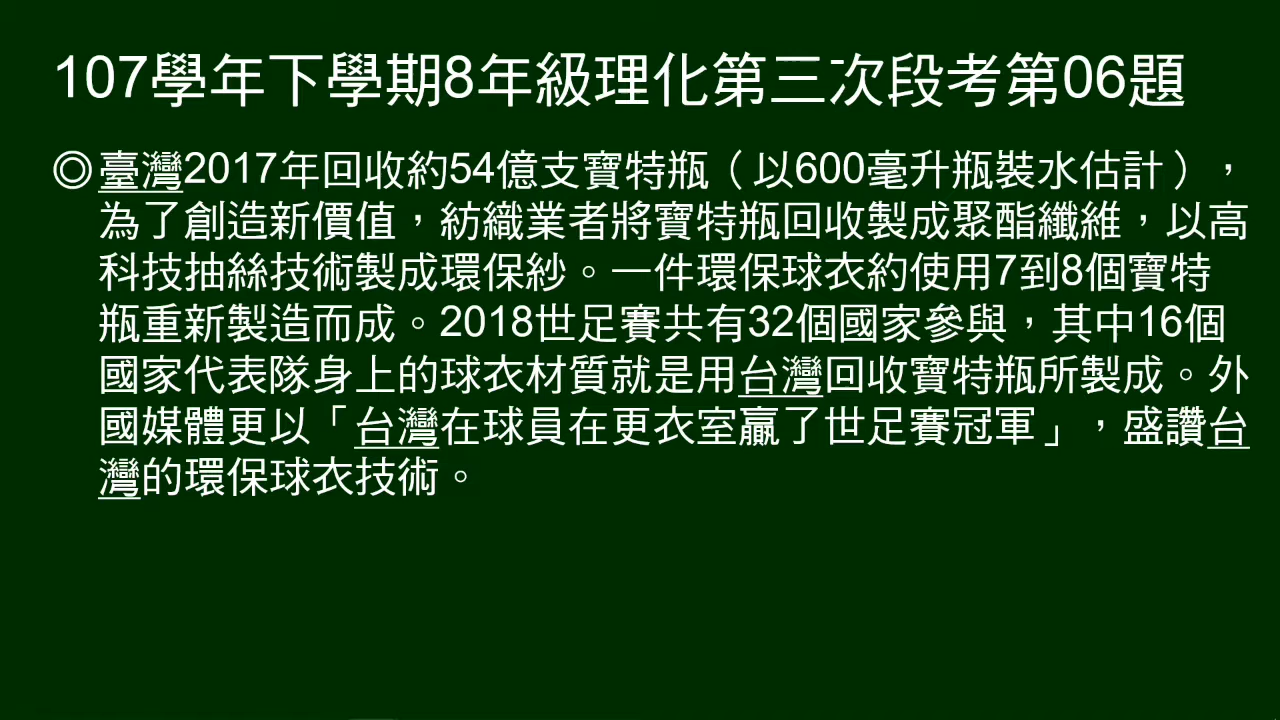 107學年下學期8年級理化第三次段考第06題
◎臺灣2017年回收約54億支寶特瓶（以600毫升瓶裝水估計），
為了創造新價值，紡織業者將寶特瓶回收製成聚酯纖維，以高
科技抽絲技術製成環保紗。一件環保球衣約使用7到8個寶特
瓶重新製造而成。2018世足賽共有32個國家參與，其中16個
國家代表隊身上的球衣材質就是用台灣回收寶特瓶所製成。外
國媒體更以「台灣在球員在更衣室贏了世足賽冠軍」，盛讚台
灣的環保球衣技術。